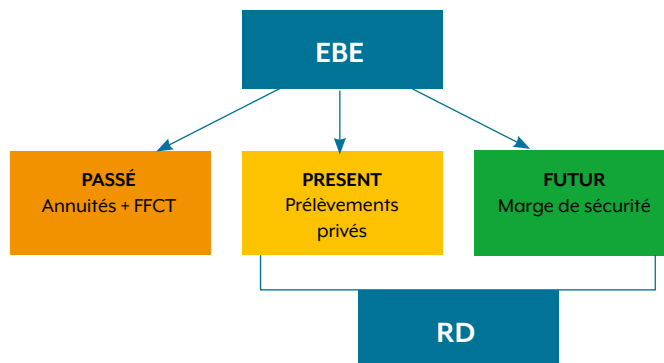 EBE
PASSÉ
Annuités + FFCT
PRESENT
Prélèvements
privés
FUTUR
Marge de sécurité
RD